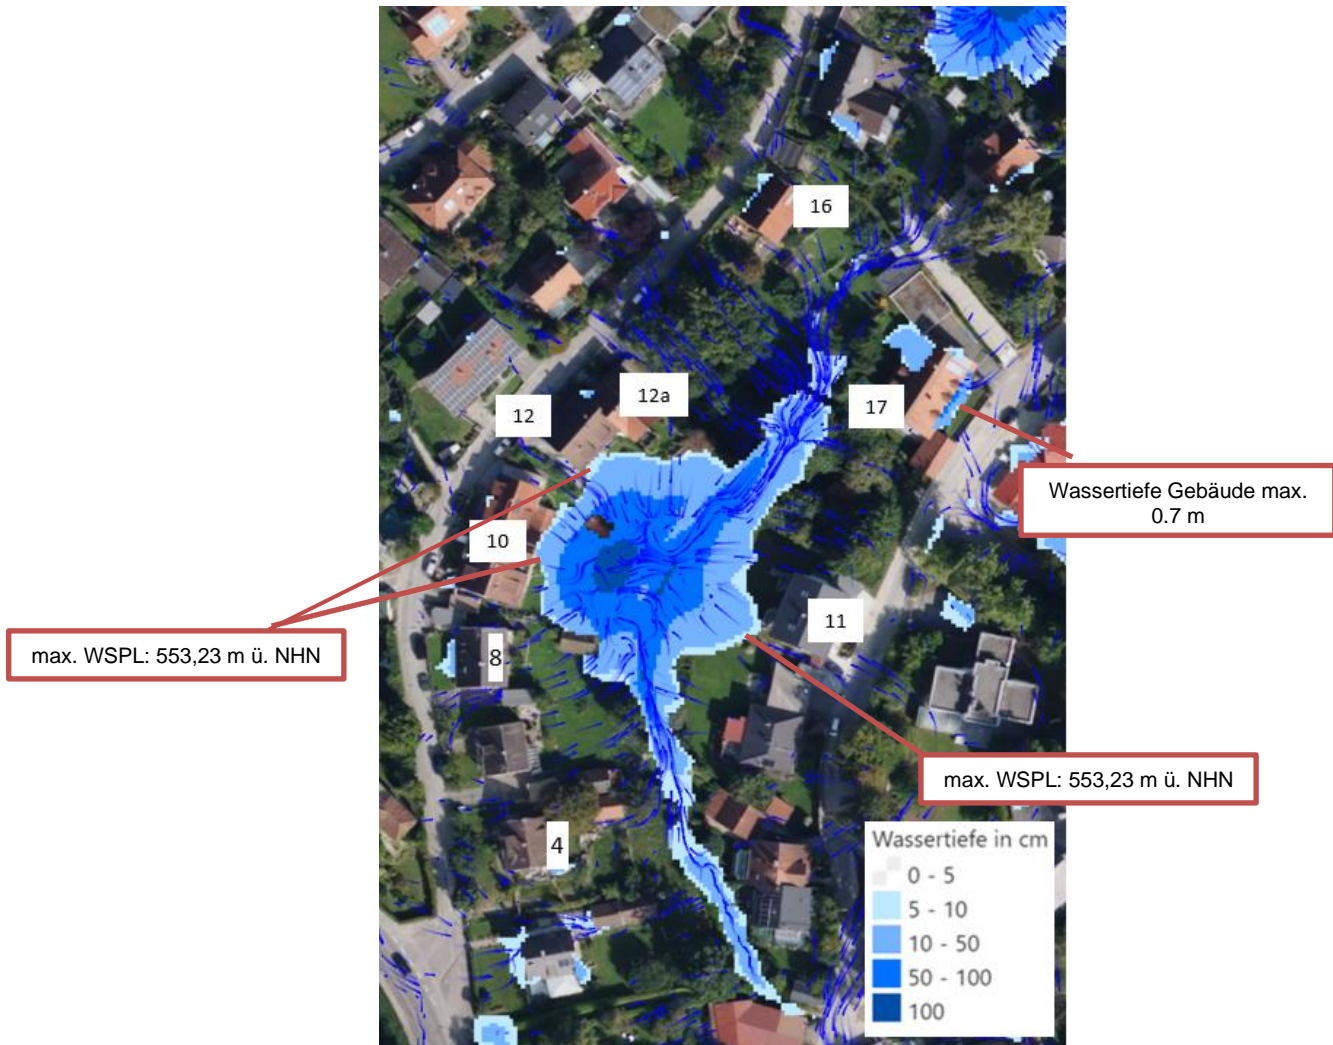 16
12a
12
17
Wassertiefe Gebäude max.
0.7 m
10
11
max. WSPL: 553,23 m ü. NHN
8
max. WSPL: 553,23 m ü. NHN
4
Wassertiefe in cm
0 - 5
5 - 10
10 - 50
50 - 100
100